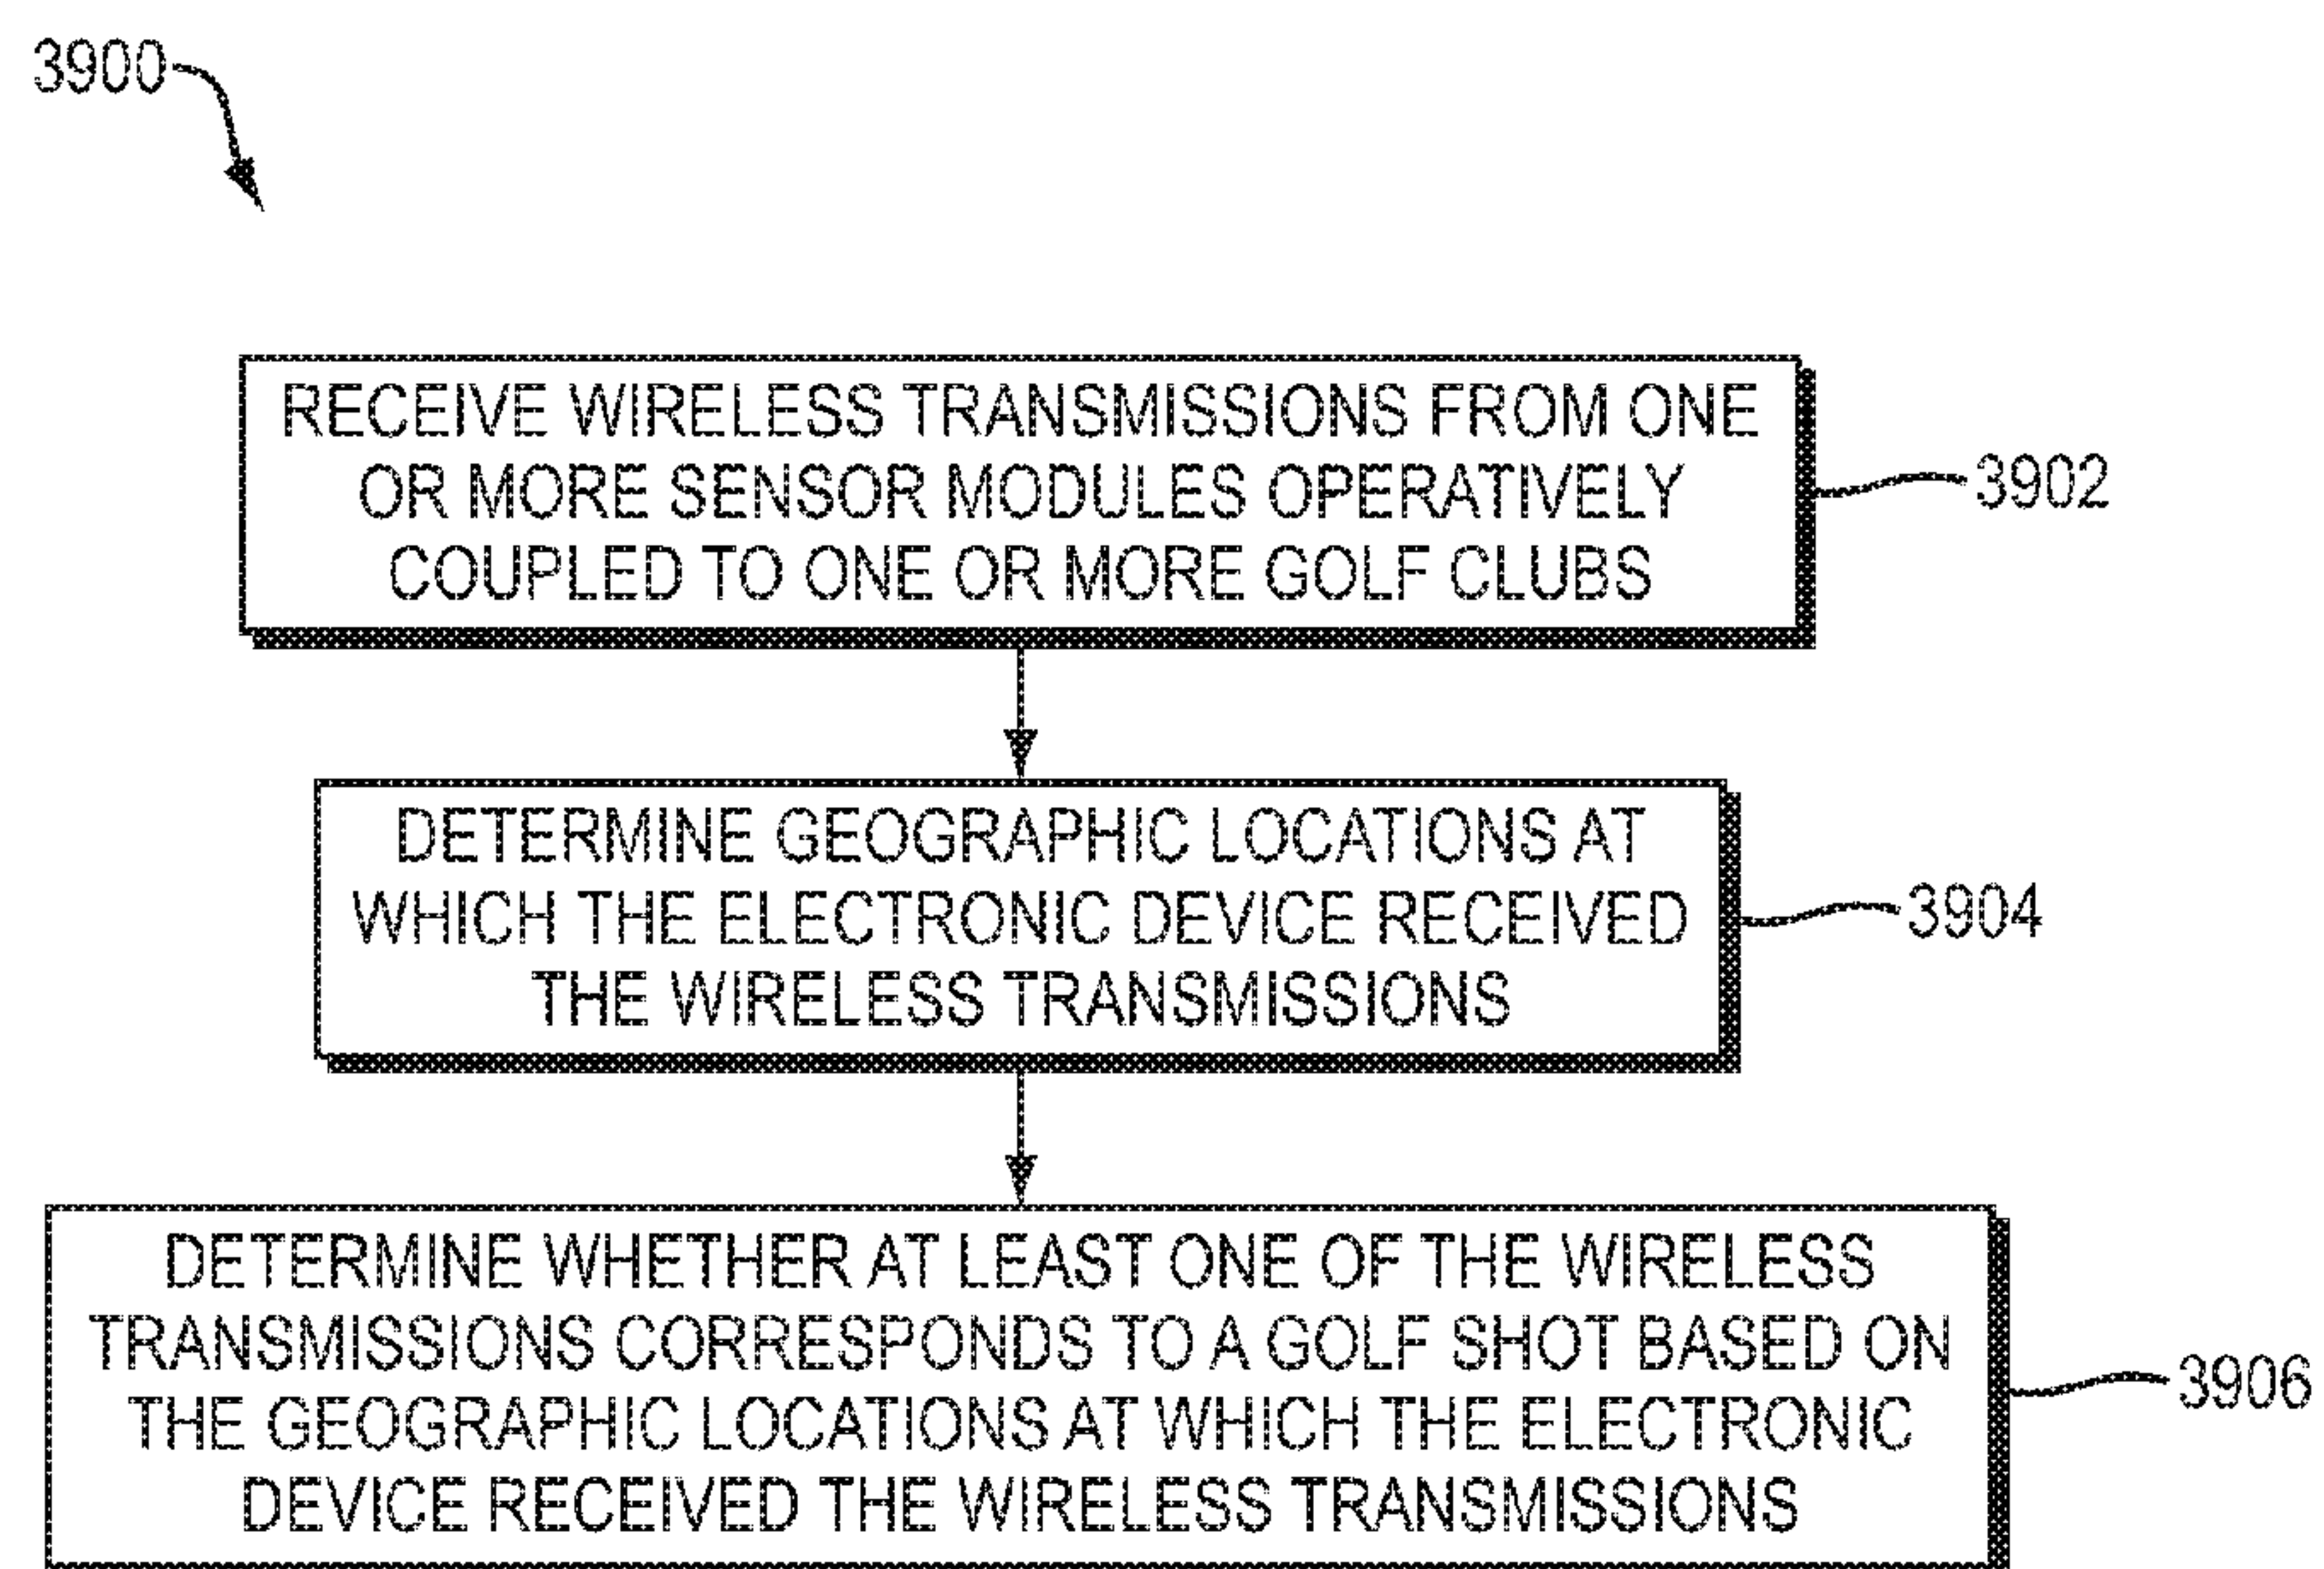 3900
RECEIVE WIRELESS TRANSMISSIONS FROM ONE
OR MORE SENSOR MODULES OPERATIVELY
COUPLED TO ONE OR MORE GOLF CLUBS
3902
DETERMINE GEOGRAPHIC LOCATIONS AT
WHICH THE ELECTRONIC DEVICE RECEIVED
THE WIRELESS TRANSMISSIONS
3904
DETERMINE WHETHER AT LEAST ONE OF THE WIRELESS
TRANSMISSIONS CORRESPONDS TO A GOLF SHOT BASED ON
THE GEOGRAPHIC LOCATIONS AT WHICH THE ELECTRONIC
DEVICE RECEIVED THE WIRELESS TRANSMISSIONS
3906